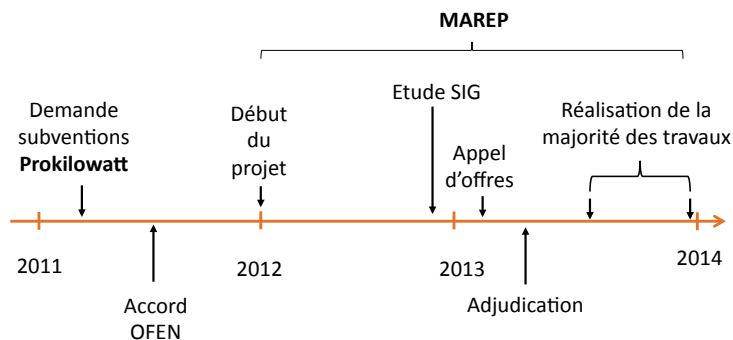 MAREP
Demande
subventions
Prokilowatt
Début
du
projet
Etude SIG
Appel
d'offres
Réalisation de la
majorité des travaux
2011
2012
2013
2014
Accord
OFEN
Adjudication